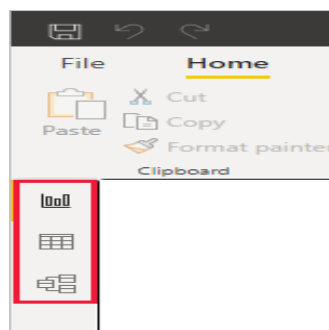 File Home
Cut
Copy
Paste
Format painter
Clipboard